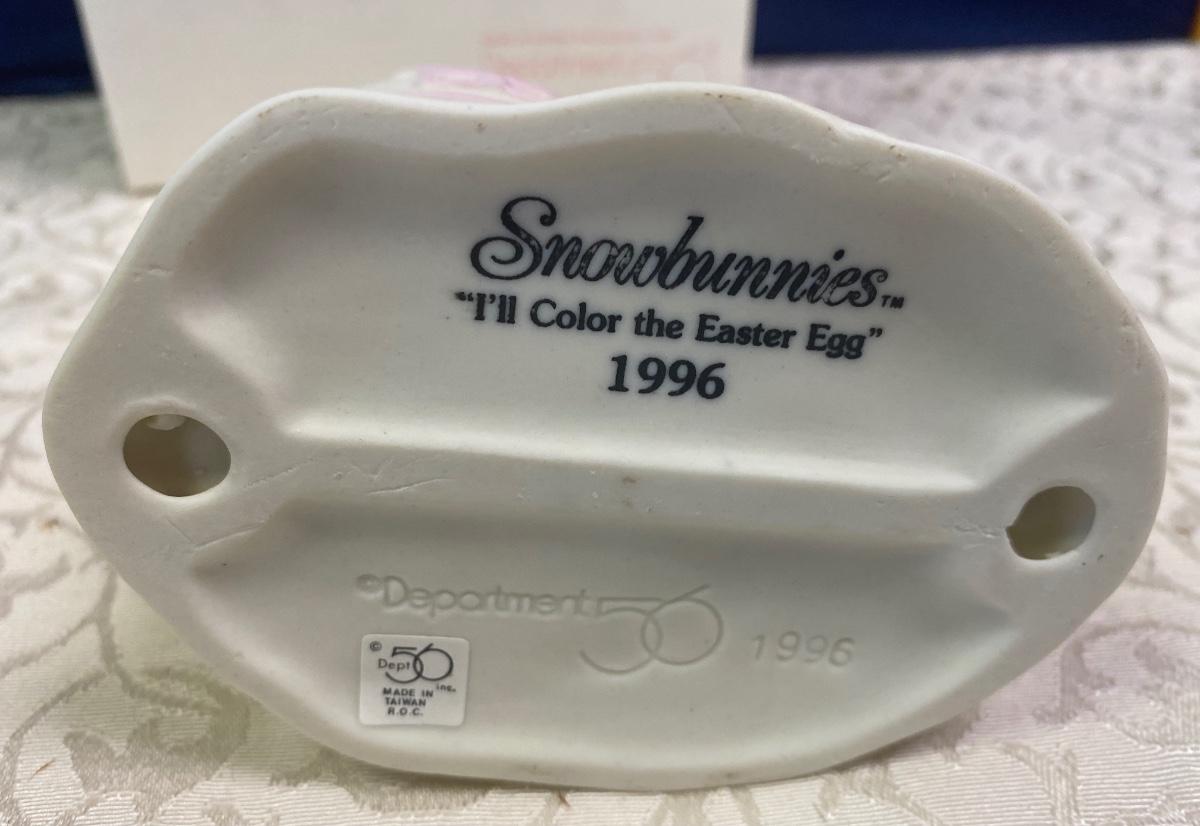 Snowbunnies™
“I'll Color the Easter Egg”
1996
©Department 56 1996
© Dept 56 inc.
MADE IN
TAIWAN
R.O.C.